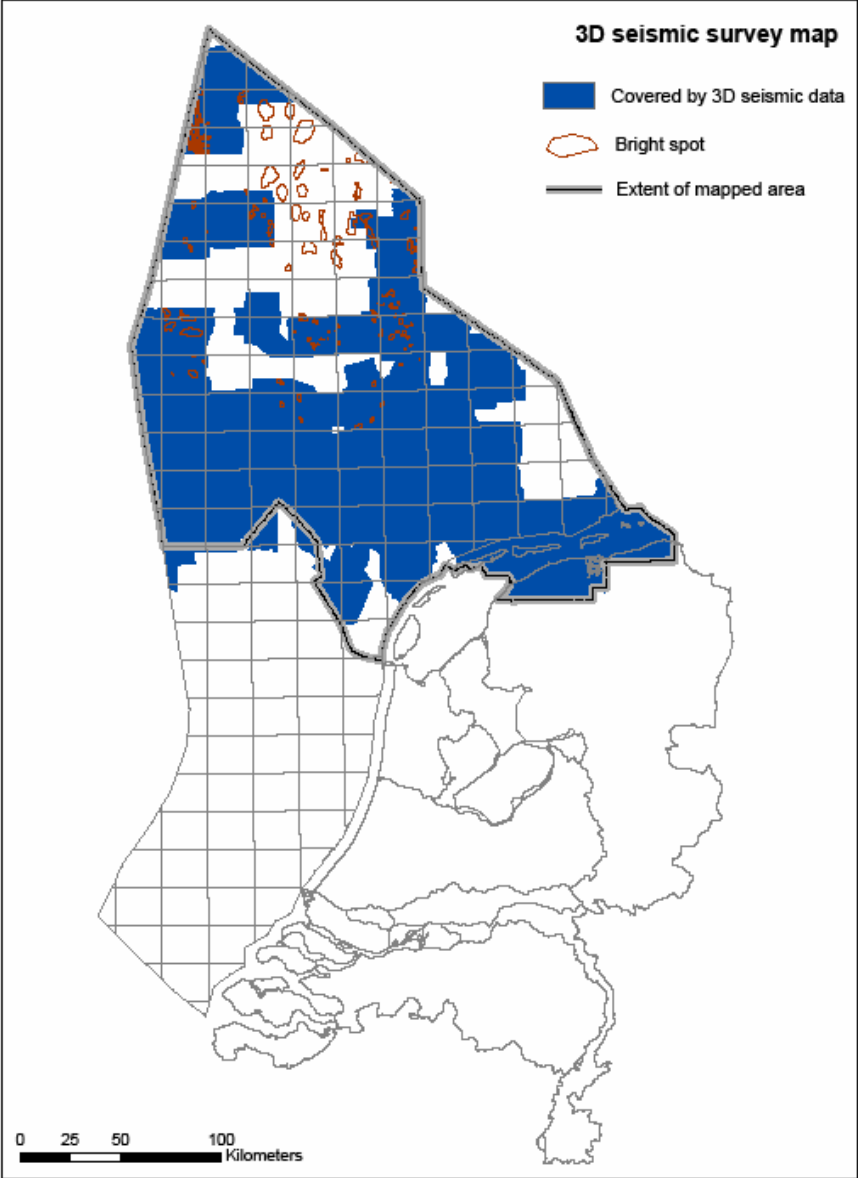 3D seismic survey map
Covered by 3D seismic data
Bright spot
Extent of mapped area
0 25 50 100
Kilometers